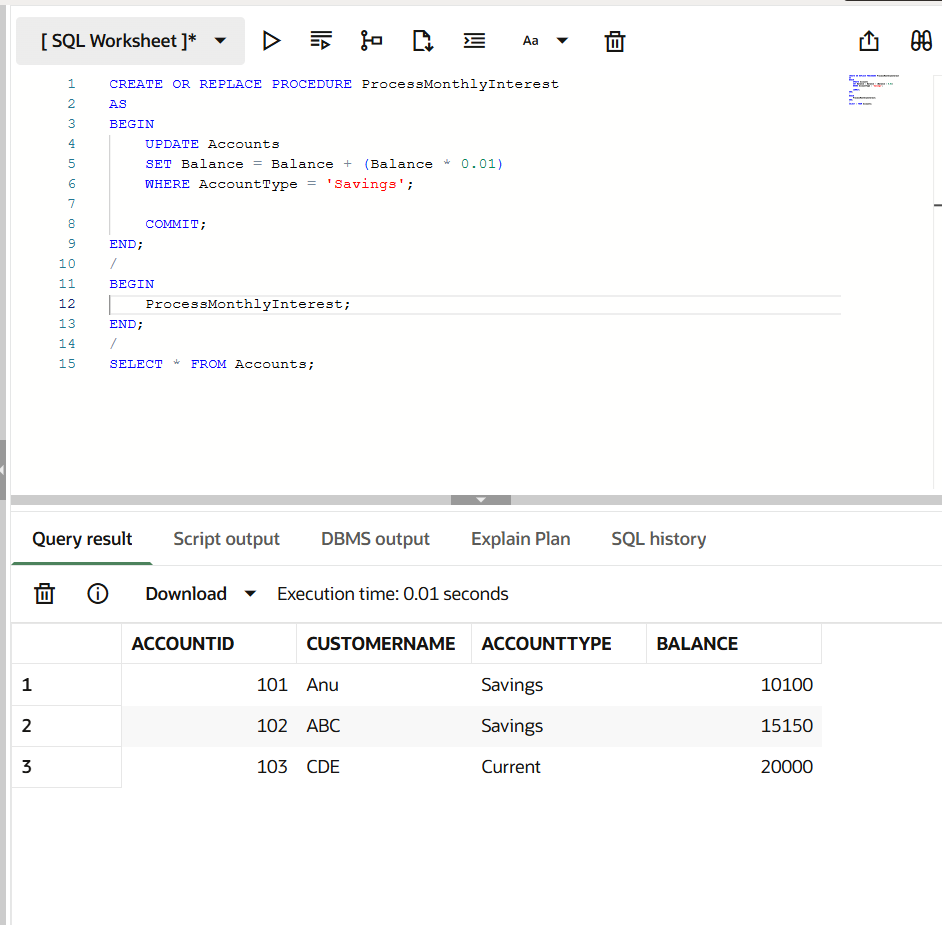 [ SQL Worksheet ]*
Aa
1 CREATE OR REPLACE PROCEDURE ProcessMonthlyInterest
2 AS
3 BEGIN
4 UPDATE Accounts
5 SET Balance = Balance + (Balance * 0.01)
6 WHERE AccountType = 'Savings';
7
8 COMMIT;
9 END;
10 /
11 BEGIN
12 ProcessMonthlyInterest;
13 END;
14 /
15 SELECT * FROM Accounts;
Query result Script output DBMS output Explain Plan SQL history
Download Execution time: 0.01 seconds
ACCOUNTID CUSTOMERNAME ACCOUNTTYPE BALANCE
1 101 Anu Savings 10100
2 102 ABC Savings 15150
3 103 CDE Current 20000